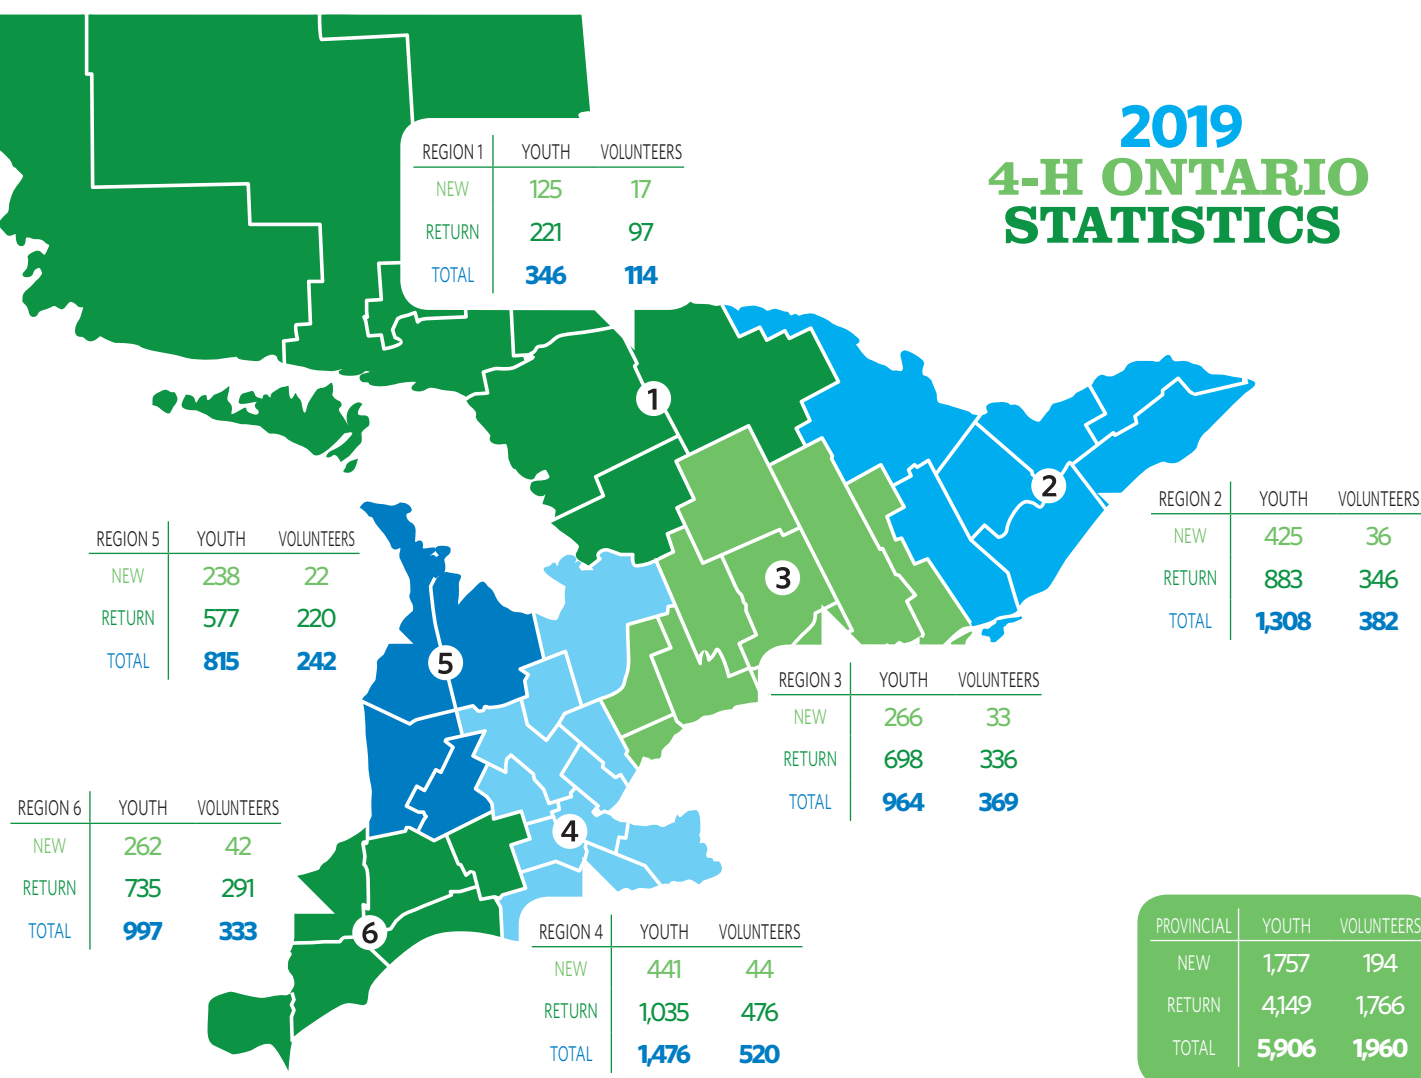 2019
4-H ONTARIO
STATISTICS
REGION 1 YOUTH VOLUNTEERS
NEW 125 17
RETURN 221 97
TOTAL 346 114
1
2
3
5
4
6
REGION 2 YOUTH VOLUNTEERS
NEW 425 36
RETURN 883 346
TOTAL 1,308 382
REGION 5 YOUTH VOLUNTEERS
NEW 238 22
RETURN 577 220
TOTAL 815 242
REGION 3 YOUTH VOLUNTEERS
NEW 266 33
RETURN 698 336
TOTAL 964 369
REGION 6 YOUTH VOLUNTEERS
NEW 262 42
RETURN 735 291
TOTAL 997 333
REGION 4 YOUTH VOLUNTEERS
NEW 441 44
RETURN 1,035 476
TOTAL 1,476 520
PROVINCIAL YOUTH VOLUNTEERS
NEW 1,757 194
RETURN 4,149 1,766
TOTAL 5,906 1,960